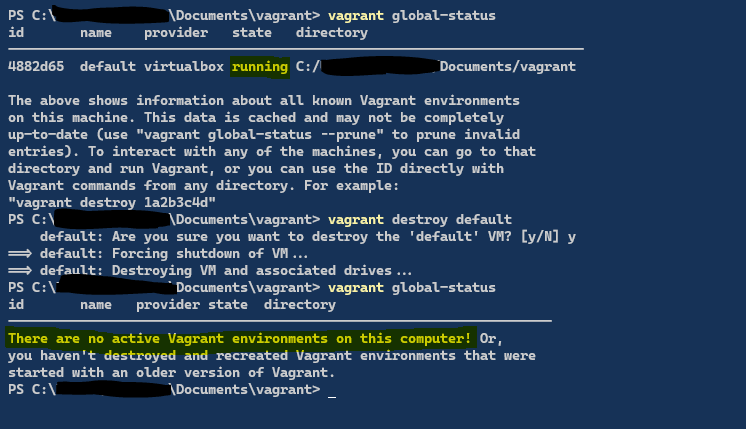 PS C:\ \Documents\vagrant> vagrant global-status
id name provider state directory
4882d65 default virtualbox running C:/ Documents/vagrant
The above shows information about all known Vagrant environments
on this machine. This data is cached and may not be completely
up-to-date (use "vagrant global-status --prune" to prune invalid
entries). To interact with any of the machines, you can go to that
directory and run Vagrant, or you can use the ID directly with
Vagrant commands from any directory. For example:
"vagrant destroy 1a2b3c4d"
PS C:\ \Documents\vagrant> vagrant destroy default
default: Are you sure you want to destroy the 'default' VM? [y/N] y
==> default: Forcing shutdown of VM...
==> default: Destroying VM and associated drives...
PS C:\ \Documents\vagrant> vagrant global-status
id name provider state directory
There are no active Vagrant environments on this computer! Or,
you haven't destroyed and recreated Vagrant environments that were
started with an older version of Vagrant.
PS C:\ \Documents\vagrant> _